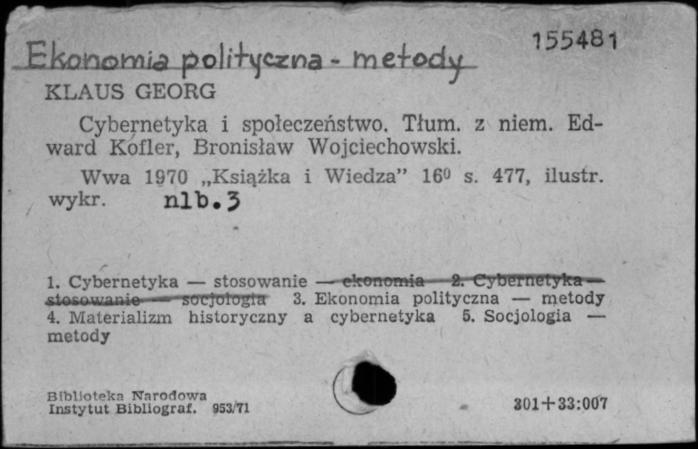 155481
Ekonomia polityczna - metody
KLAUS GEORG
Cybernetyka i społeczeństwo. Tłum. z niem. Ed-
ward Kofler, Bronisław Wojciechowski.
Wwa 1970 „Książka i Wiedza” 16⁰ s. 477, ilustr.
wykr. nlb. 3
1. Cybernetyka — stosowanie — ekonomia 2. Cybernetyka —
stosowanie — socjologia 3. Ekonomia polityczna — metody
4. Materializm historyczny a cybernetyka 5. Socjologia —
metody
Biblioteka Narodowa
Instytut Bibliograf. 953/71
301+33:007